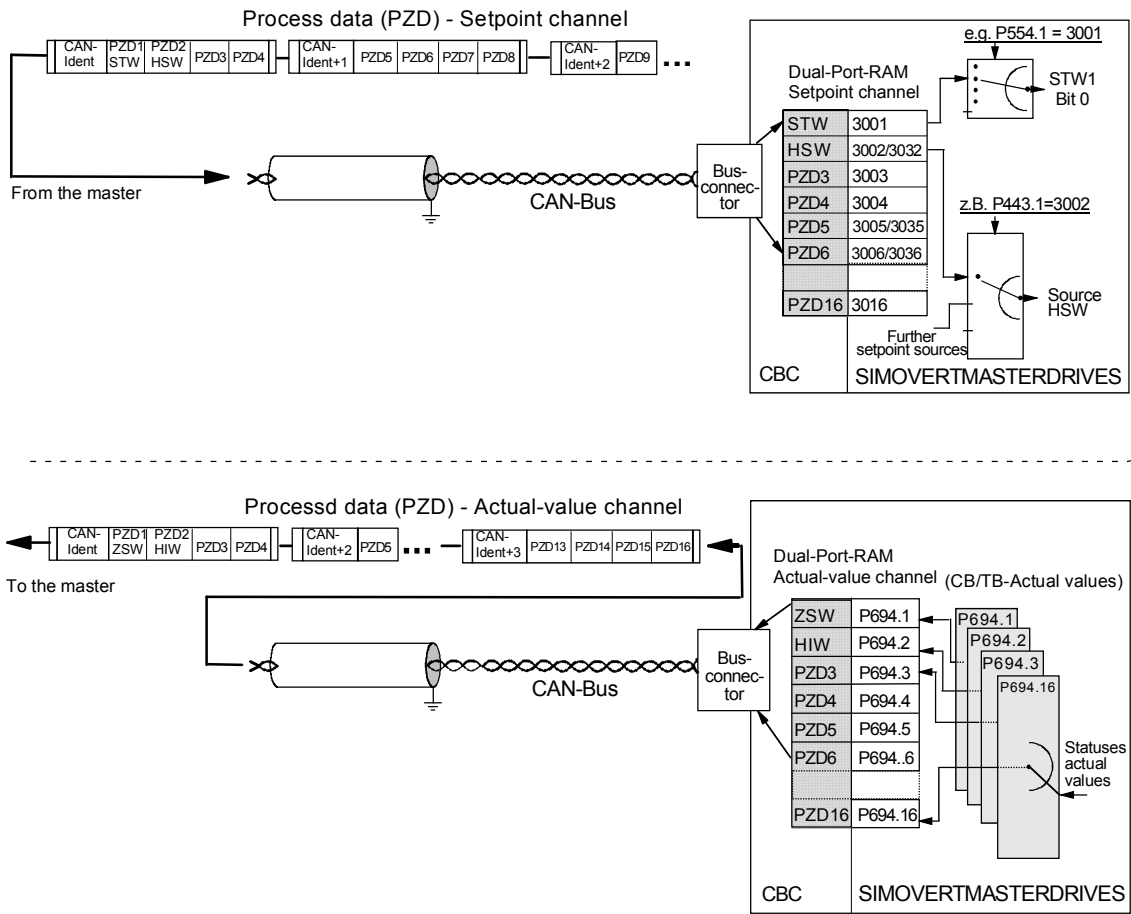 Process data (PZD) - Setpoint channel
CAN-
Ident
PZD1
STW
PZD2
HSW
PZD3
PZD4
CAN-
Ident+1
PZD5
PZD6
PZD7
PZD8
CAN-
Ident+2
PZD9
...
From the master
CAN-Bus
Bus-
connec-
tor
Dual-Port-RAM
Setpoint channel
STW 3001
HSW 3002/3032
PZD3 3003
PZD4 3004
PZD5 3005/3035
PZD6 3006/3036
PZD16 3016
e.g. P554.1 = 3001
STW1
Bit 0
z.B. P443.1=3002
Source
HSW
Further
setpoint sources
CBC
SIMOVERTMASTERDRIVES
Processd data (PZD) - Actual-value channel
CAN-
Ident
PZD1
ZSW
PZD2
HIW
PZD3
PZD4
CAN-
Ident+2
PZD5
...
CAN-
Ident+3
PZD13
PZD14
PZD15
PZD16
To the master
CAN-Bus
Bus-
connec-
tor
Dual-Port-RAM
Actual-value channel
(CB/TB-Actual values)
ZSW P694.1
HIW P694.2
PZD3 P694.3
PZD4 P694.4
PZD5 P694.5
PZD6 P694..6
PZD16 P694.16
P694.1
P694.2
P694.3
P694.16
Statuses
actual
values
CBC
SIMOVERTMASTERDRIVES